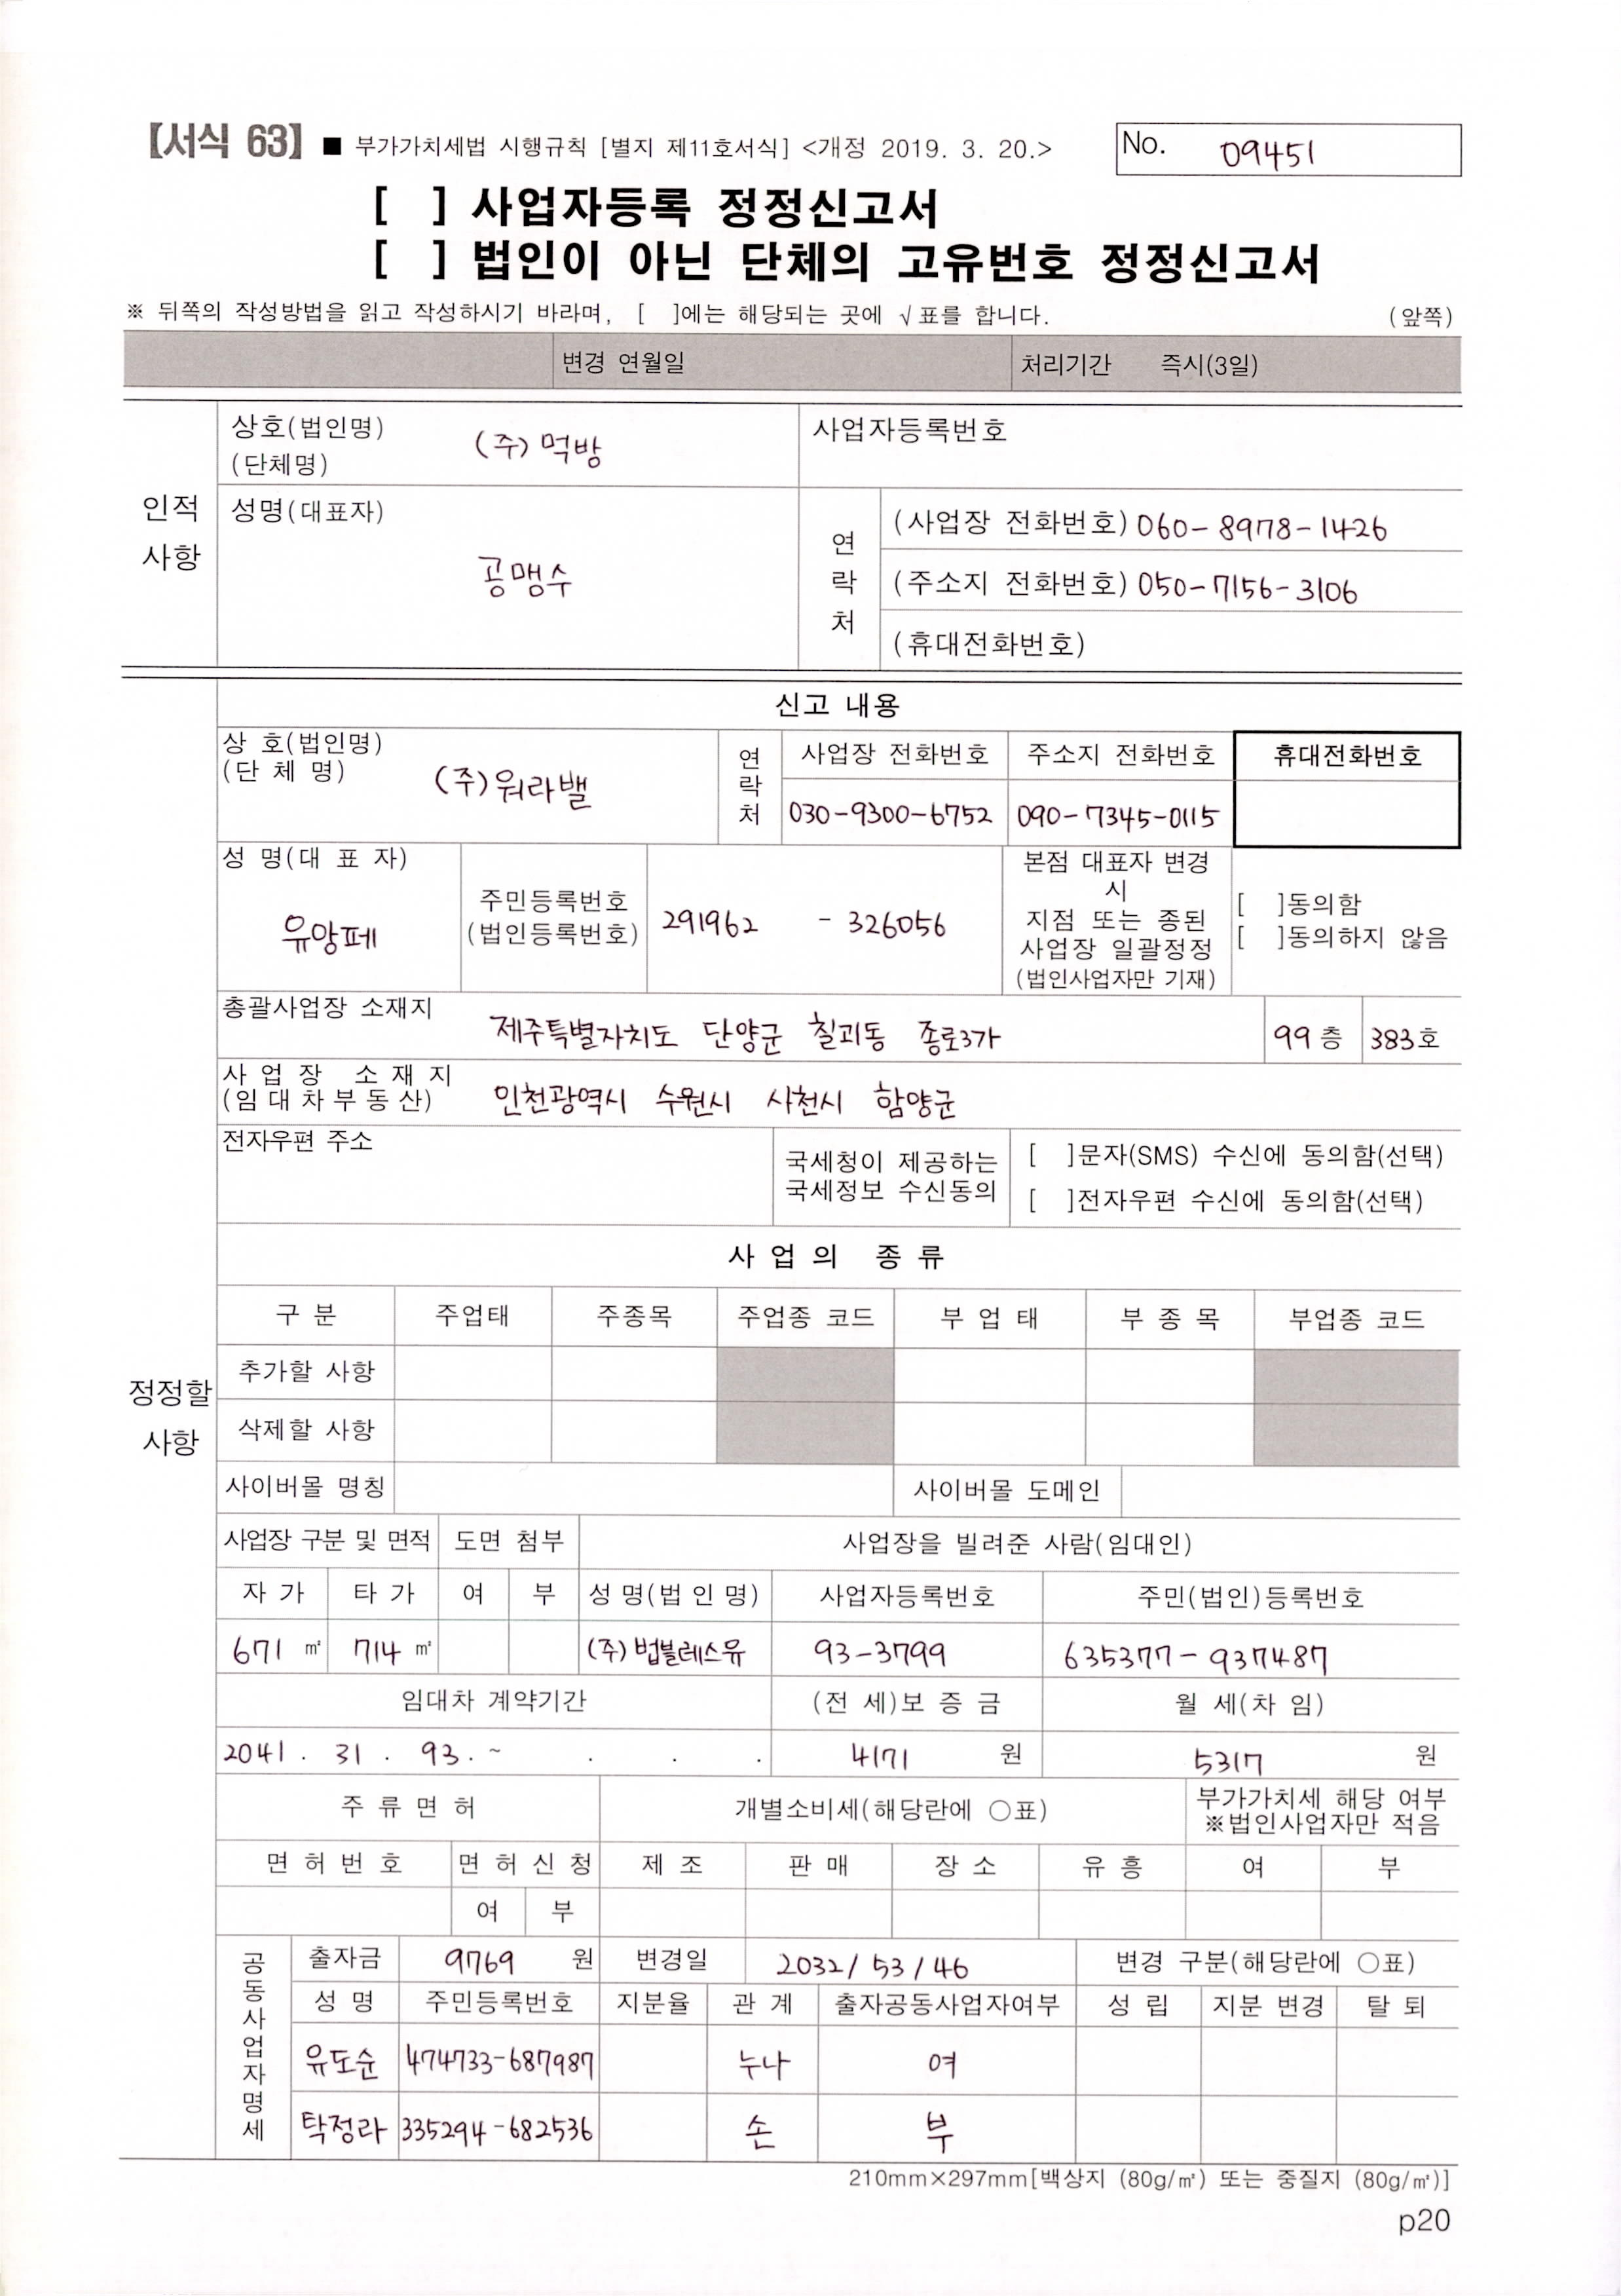 【서식 63】 ■ 부가가치세법 시행규칙 [별지 제11호서식] <개정 2019. 3. 20.>
No. 09451
[ ] 사업자등록 정정신고서
[ ] 법인이 아닌 단체의 고유번호 정정신고서
※ 뒤쪽의 작성방법을 읽고 작성하시기 바라며, [ ]에는 해당되는 곳에 √표를 합니다. (앞쪽)
변경 연월일 처리기간 즉시(3일)
인적 사항
상호(법인명) (주)먹방 사업자등록번호
(단체명)
성명(대표자) 공맹수
연락처
(사업장 전화번호) 060-8978-1426
(주소지 전화번호) 050-7156-3106
(휴대전화번호)
정정할 사항
신고 내용
상 호(법인명) (주)워라밸
(단 체 명)
연락처
사업장 전화번호 주소지 전화번호 휴대전화번호
030-9300-6752 090-7345-0115
성 명(대 표 자) 유앙페
주민등록번호 291962 - 326056
(법인등록번호)
본점 대표자 변경
시
지점 또는 종된
사업장 일괄정정
(법인사업자만 기재)
[ ]동의함
[ ]동의하지 않음
총괄사업장 소재지 제주특별자치도 단양군 칠괴동 종로3가 99층 383호
사 업 장 소 재 지
(임 대 차 부 동 산) 인천광역시 수원시 사천시 함양군
전자우편 주소
국세청이 제공하는
국세정보 수신동의
[ ]문자(SMS) 수신에 동의함(선택)
[ ]전자우편 수신에 동의함(선택)
사 업 의 종 류
구 분 주업태 주종목 주업종 코드 부 업 태 부 종 목 부업종 코드
추가할 사항
삭제할 사항
사이버몰 명칭 사이버몰 도메인
사업장 구분 및 면적 도면 첨부 사업장을 빌려준 사람(임대인)
자 가 타 가 여 부 성 명(법 인 명) 사업자등록번호 주민(법인)등록번호
671 ㎡ 714 ㎡ (주)법블레스유 93-3799 635377-937487
임대차 계약기간 (전 세)보 증 금 월 세(차 임)
2041 . 31 . 93 . ~ . . . 4171 원 5317 원
주 류 면 허 개별소비세(해당란에 ○표) 부가가치세 해당 여부
※법인사업자만 적음
면 허 번 호 면 허 신 청 제 조 판 매 장 소 유 흥 여 부
여 부
공동사업자명세
출자금 9769 원 변경일 2032/53/46 변경 구분(해당란에 ○표)
성 명 주민등록번호 지분율 관 계 출자공동사업자여부 성 립 지분 변경 탈 퇴
유도순 474733-687987 누나 여
탁정라 335294-682536 손 부
210mm×297mm[백상지 (80g/㎡) 또는 중질지 (80g/㎡)]
p20